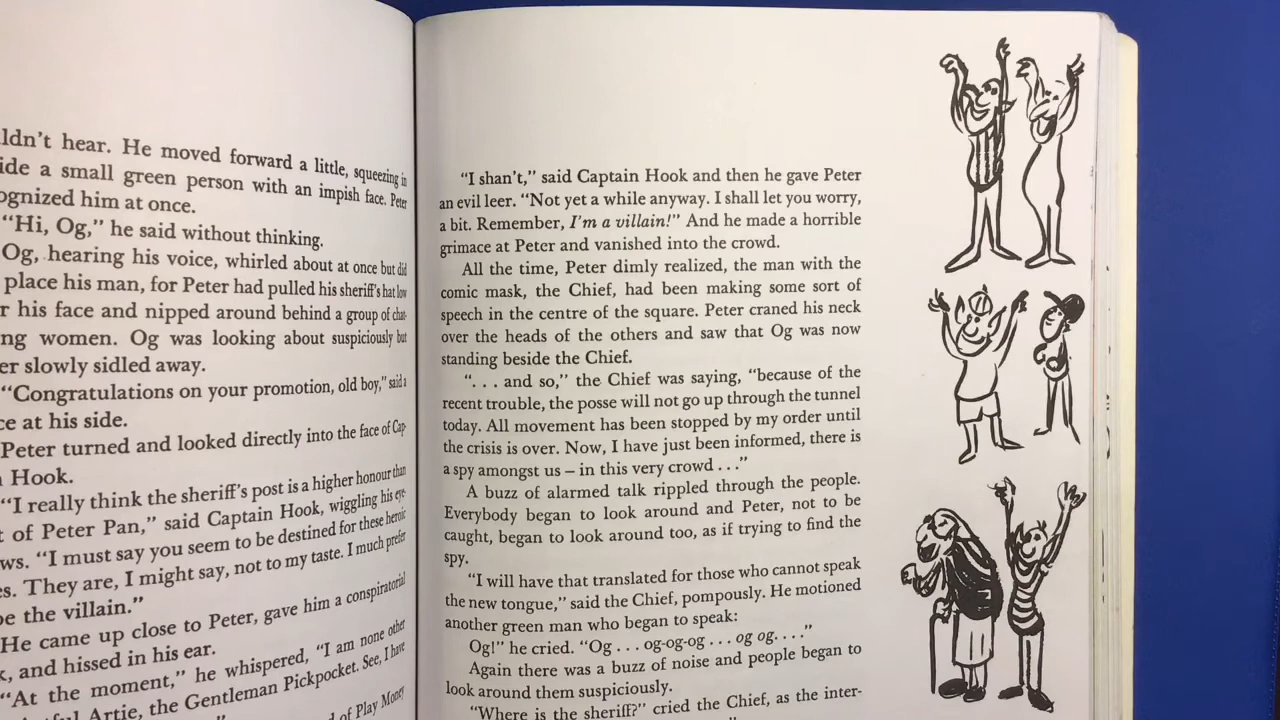 ldn't hear. He moved forward a little, squeezing in
ide a small green person with an impish face. Peter
ognized him at once.
"Hi, Og," he said without thinking.
Og, hearing his voice, whirled about at once but did
place his man, for Peter had pulled his sheriff's hat low
r his face and nipped around behind a group of chat-
ng women. Og was looking about suspiciously but
er slowly sidled away.
"Congratulations on your promotion, old boy," said a
ce at his side.
Peter turned and looked directly into the face of Cap-
Hook.
"I really think the sheriff's post is a higher honour than
t of Peter Pan," said Captain Hook, wiggling his eye-
ws. "I must say you seem to be destined for these heroic
es. They are, I might say, not to my taste. I much prefer
be the villain."
He came up close to Peter, gave him a conspiratorial
k, and hissed in his ear.
"At the moment," he whispered, "I am none other
tful Artie, the Gentleman Pickpocket. See, I have
d of Play Money
"I shan't," said Captain Hook and then he gave Peter
an evil leer. "Not yet a while anyway. I shall let you worry,
a bit. Remember, I'm a villain!" And he made a horrible
grimace at Peter and vanished into the crowd.
All the time, Peter dimly realized, the man with the
comic mask, the Chief, had been making some sort of
speech in the centre of the square. Peter craned his neck
over the heads of the others and saw that Og was now
standing beside the Chief.
". . . and so," the Chief was saying, "because of the
recent trouble, the posse will not go up through the tunnel
today. All movement has been stopped by my order until
the crisis is over. Now, I have just been informed, there is
a spy amongst us – in this very crowd . . ."
A buzz of alarmed talk rippled through the people.
Everybody began to look around and Peter, not to be
caught, began to look around too, as if trying to find the
spy.
"I will have that translated for those who cannot speak
the new tongue," said the Chief, pompously. He motioned
another green man who began to speak:
Og!" he cried. "Og . . . og-og-og . . . og og. . . ."
Again there was a buzz of noise and people began to
look around them suspiciously.
"Where is the sheriff?" cried the Chief, as the inter-